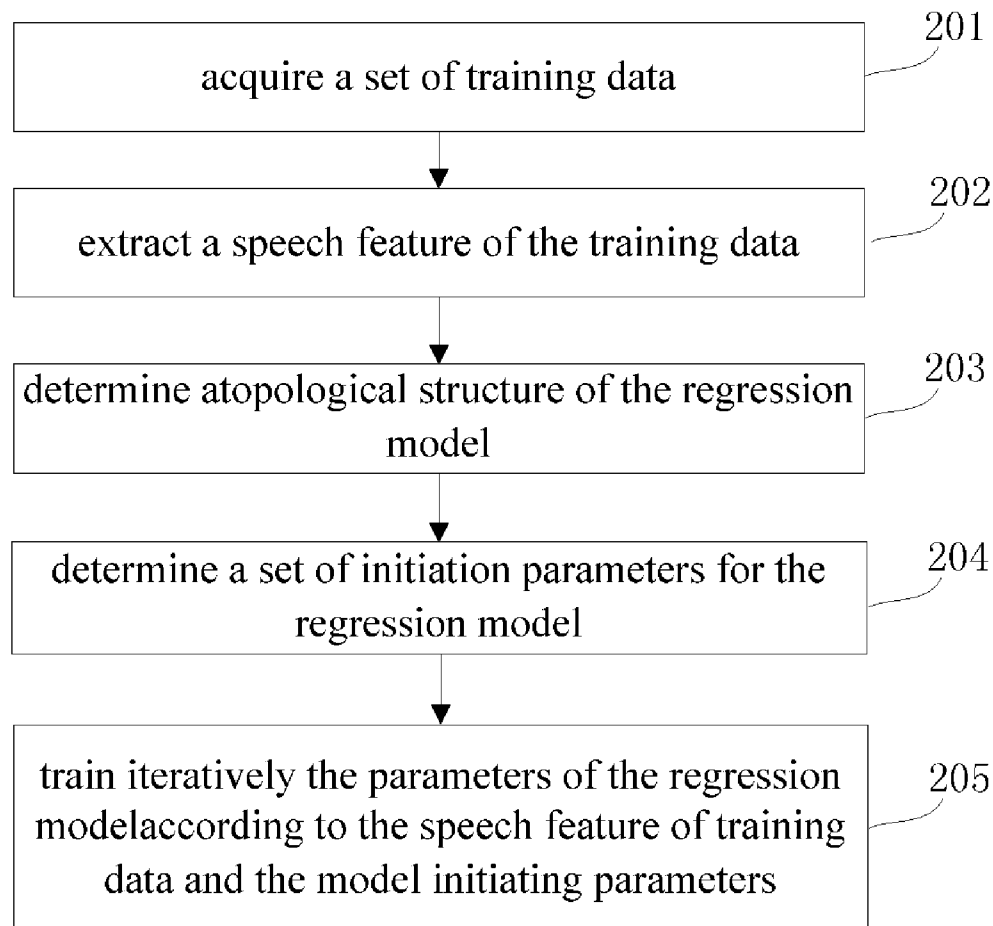 201
acquire a set of training data
202
extract a speech feature of the training data
203
determine atopological structure of the regression
model
204
determine a set of initiation parameters for the
regression model
205
train iteratively the parameters of the regression
modelaccording to the speech feature of training
data and the model initiating parameters